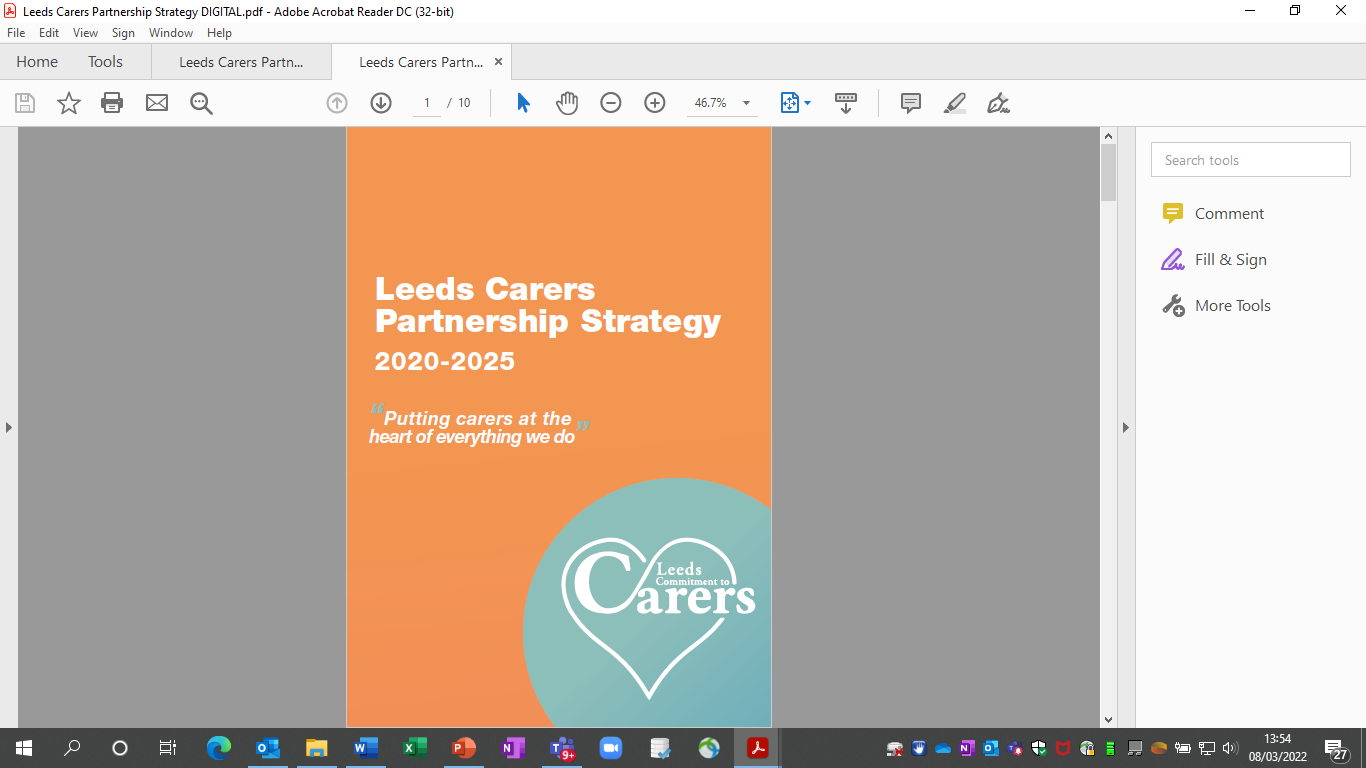 Leeds Carers Partnership Strategy DIGITAL.pdf - Adobe Acrobat Reader DC (32-bit)
File Edit View Sign Window Help
Home Tools Leeds Carers Partn... Leeds Carers Partn... ×
1 / 10 46.7%
Search tools
Comment
Fill & Sign
More Tools
Leeds Carers
Partnership Strategy
2020-2025
“Putting carers at the
heart of everything we do”
Leeds
Commitment to
Carers
9+
13:54
08/03/2022
27